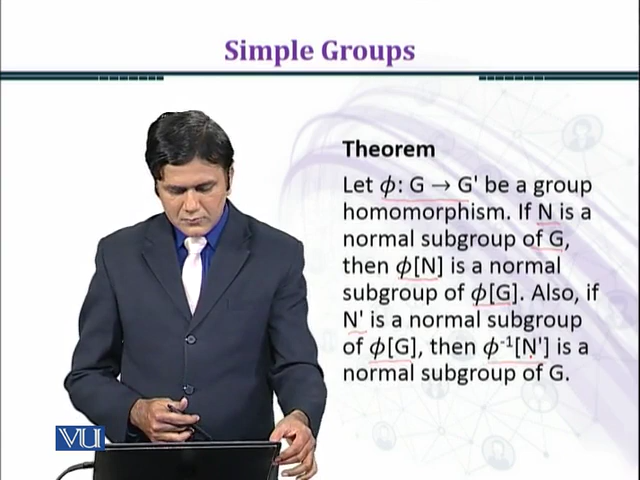 Simple Groups
Theorem
Let ϕ: G → G' be a group
homomorphism. If N is a
normal subgroup of G,
then ϕ[N] is a normal
subgroup of ϕ[G]. Also, if
N' is a normal subgroup
of ϕ[G], then ϕ⁻¹[N'] is a
normal subgroup of G.
VU